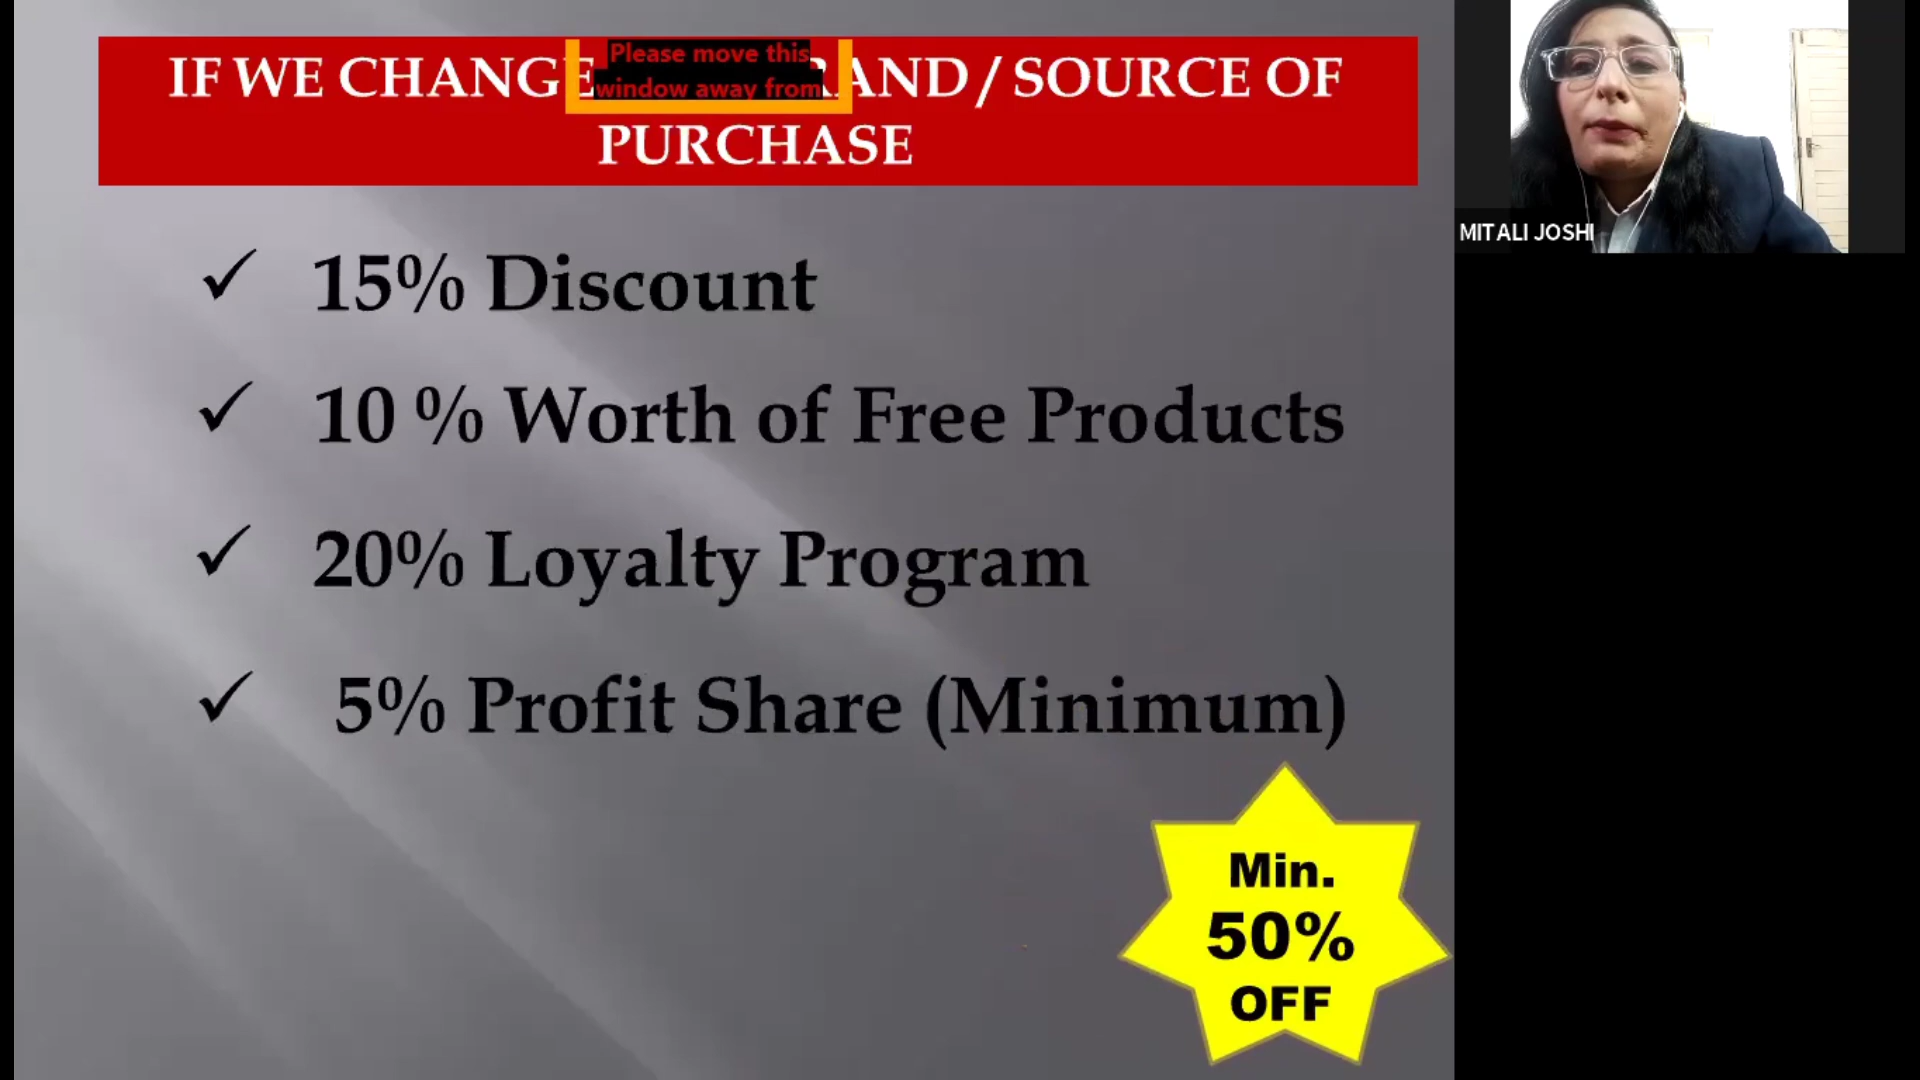 IF WE CHANGE RAND / SOURCE OF
PURCHASE
Please move this
window away from
15% Discount
10 % Worth of Free Products
20% Loyalty Program
5% Profit Share (Minimum)
Min.
50%
OFF
MITALI JOSHI